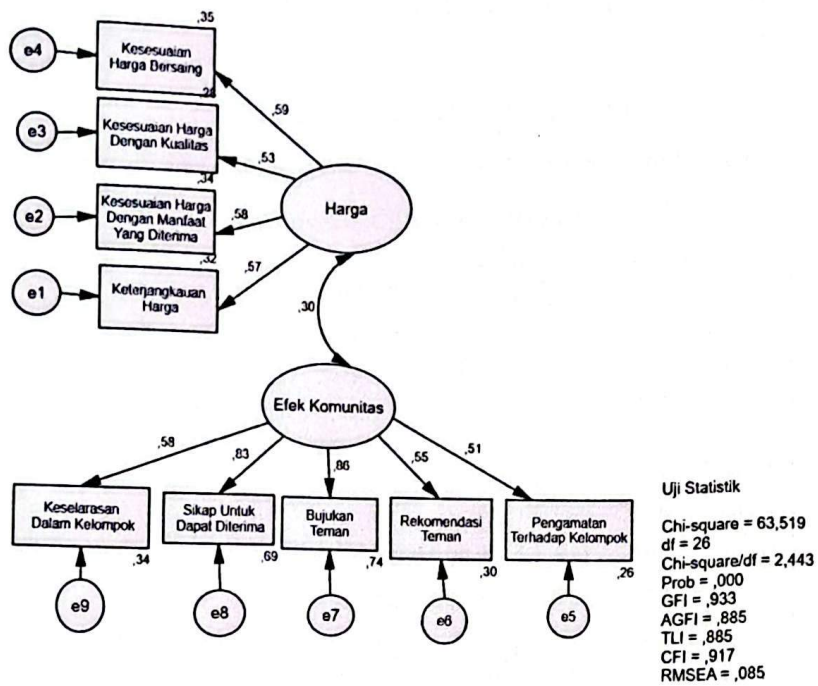 ,35
e4
Kesesuaian
Harga Bersaing
,59
,28
e3
Kesesuaian Harga
Dengan Kualitas
,53
,34
e2
Kesesuaian Harga
Dengan Manfaat
Yang Diterima
,58
Harga
,32
e1
Keterjangkauan
Harga
,57
,30
Efek Komunitas
,58
,83
,86
,55
,51
Keselarasan
Dalam Kelompok
,34
Sikap Untuk
Dapat Diterima
,69
Bujukan
Teman
,74
Rekomendasi
Teman
,30
Pengamatan
Terhadap Kelompok
,26
e9
e8
e7
e6
e5
Uji Statistik
Chi-square = 63,519
df = 26
Chi-square/df = 2,443
Prob = ,000
GFI = ,933
AGFI = ,885
TLI = ,885
CFI = ,917
RMSEA = ,085